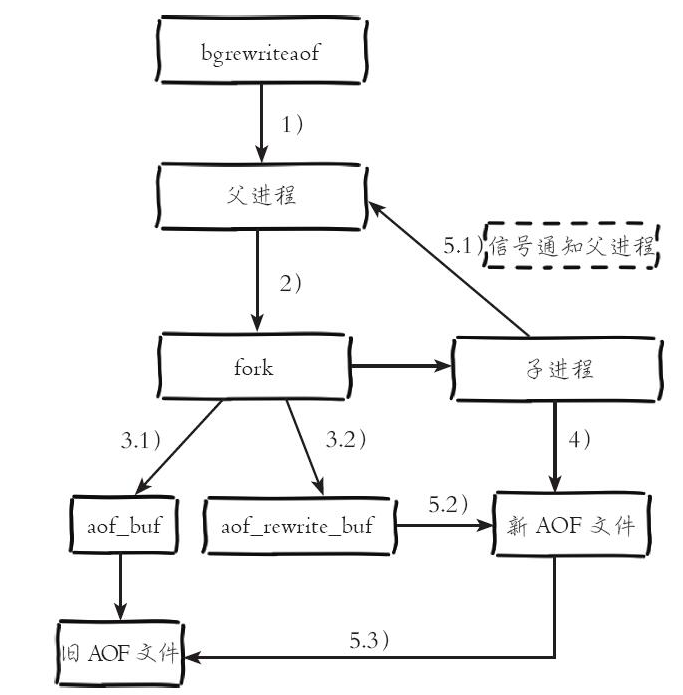 bgrewriteaof
1)
父进程
5.1)
信号通知父进程
2)
fork
子进程
3.1)
3.2)
4)
aof_buf
aof_rewrite_buf
5.2)
新 AOF 文件
旧 AOF 文件
5.3)